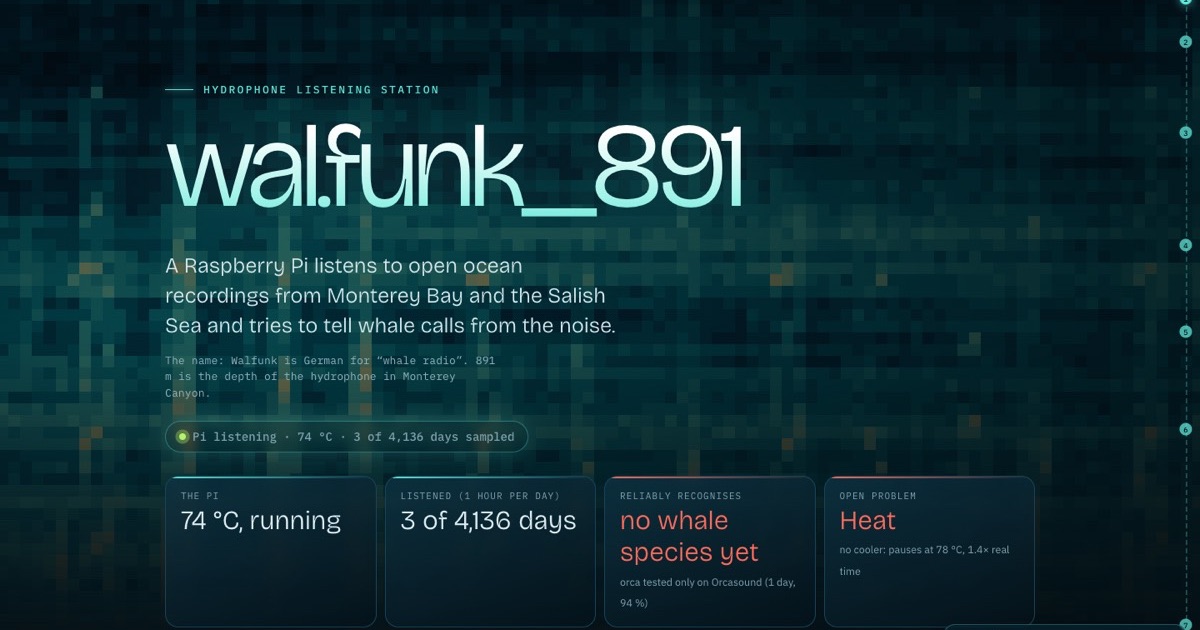 HYDROPHONE LISTENING STATION
wal.funk__891
A Raspberry Pi listens to open ocean
recordings from Monterey Bay and the Salish
Sea and tries to tell whale calls from the noise.
The name: Walfunk is German for “whale radio”. 891
m is the depth of the hydrophone in Monterey
Canyon.
Pi listening · 74 °C · 3 of 4,136 days sampled
THE PI
74 °C, running
LISTENED (1 HOUR PER DAY)
3 of 4,136 days
RELIABLY RECOGNISES
no whale
species yet
orca tested only on Orcasound (1 day,
94 %)
OPEN PROBLEM
Heat
no cooler: pauses at 78 °C, 1.4× real
time
2
3
4
5
6
7